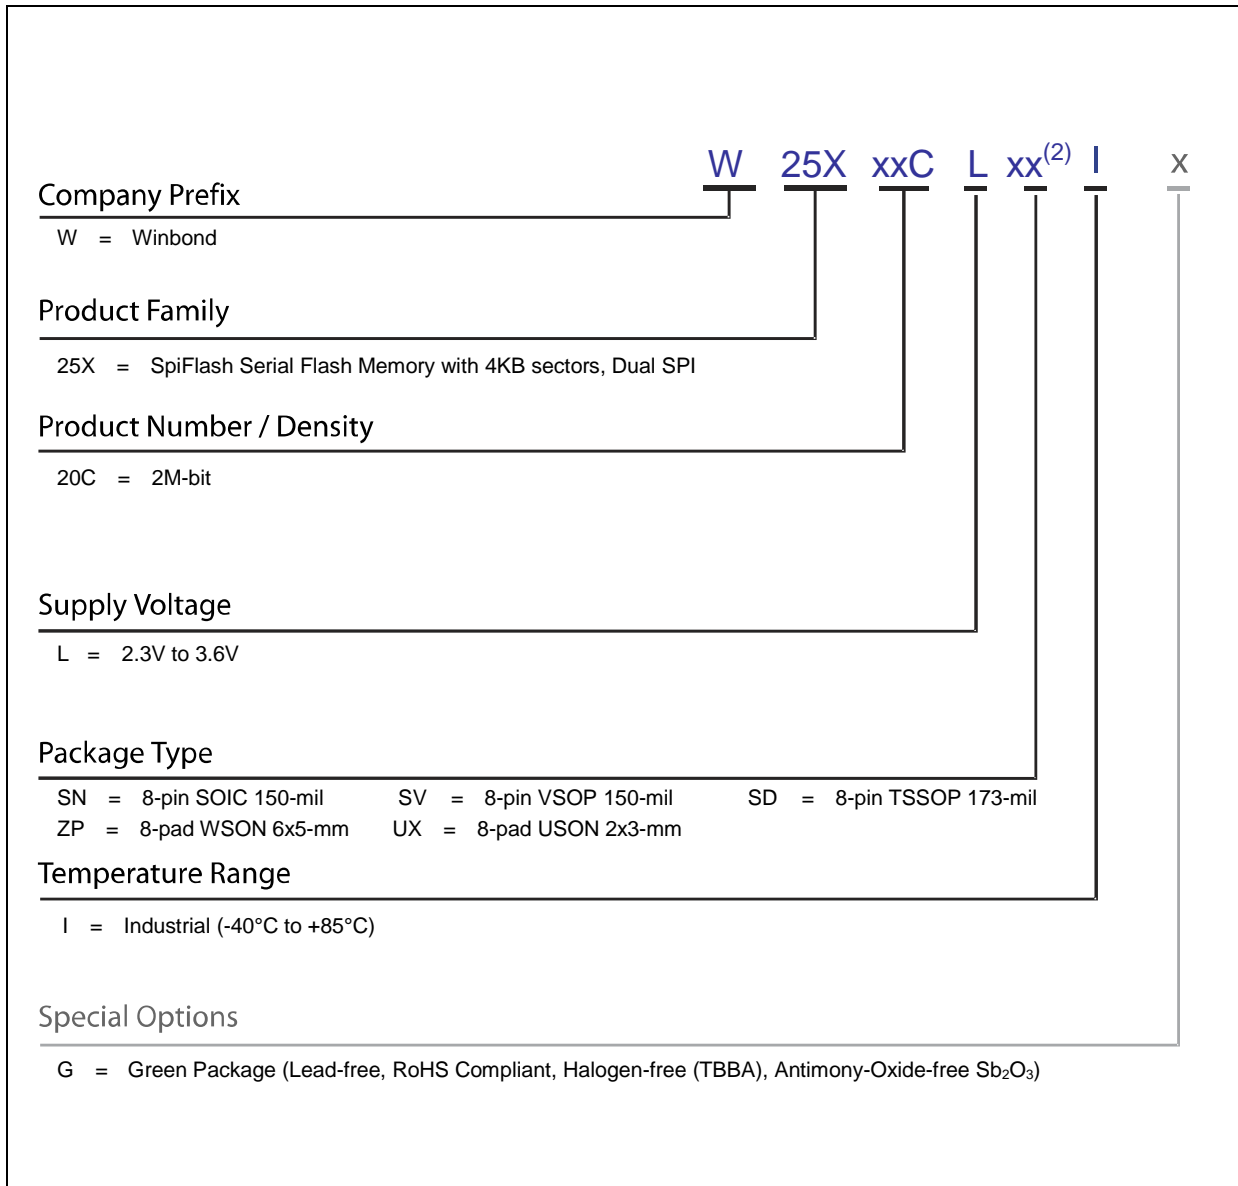 W 25X xxC L xx(2) I x
Company Prefix
W = Winbond
Product Family
25X = SpiFlash Serial Flash Memory with 4KB sectors, Dual SPI
Product Number / Density
20C = 2M-bit
Supply Voltage
L = 2.3V to 3.6V
Package Type
SN = 8-pin SOIC 150-mil SV = 8-pin VSOP 150-mil SD = 8-pin TSSOP 173-mil
ZP = 8-pad WSON 6x5-mm UX = 8-pad USON 2x3-mm
Temperature Range
I = Industrial (-40°C to +85°C)
Special Options
G = Green Package (Lead-free, RoHS Compliant, Halogen-free (TBBA), Antimony-Oxide-free Sb₂O₃)